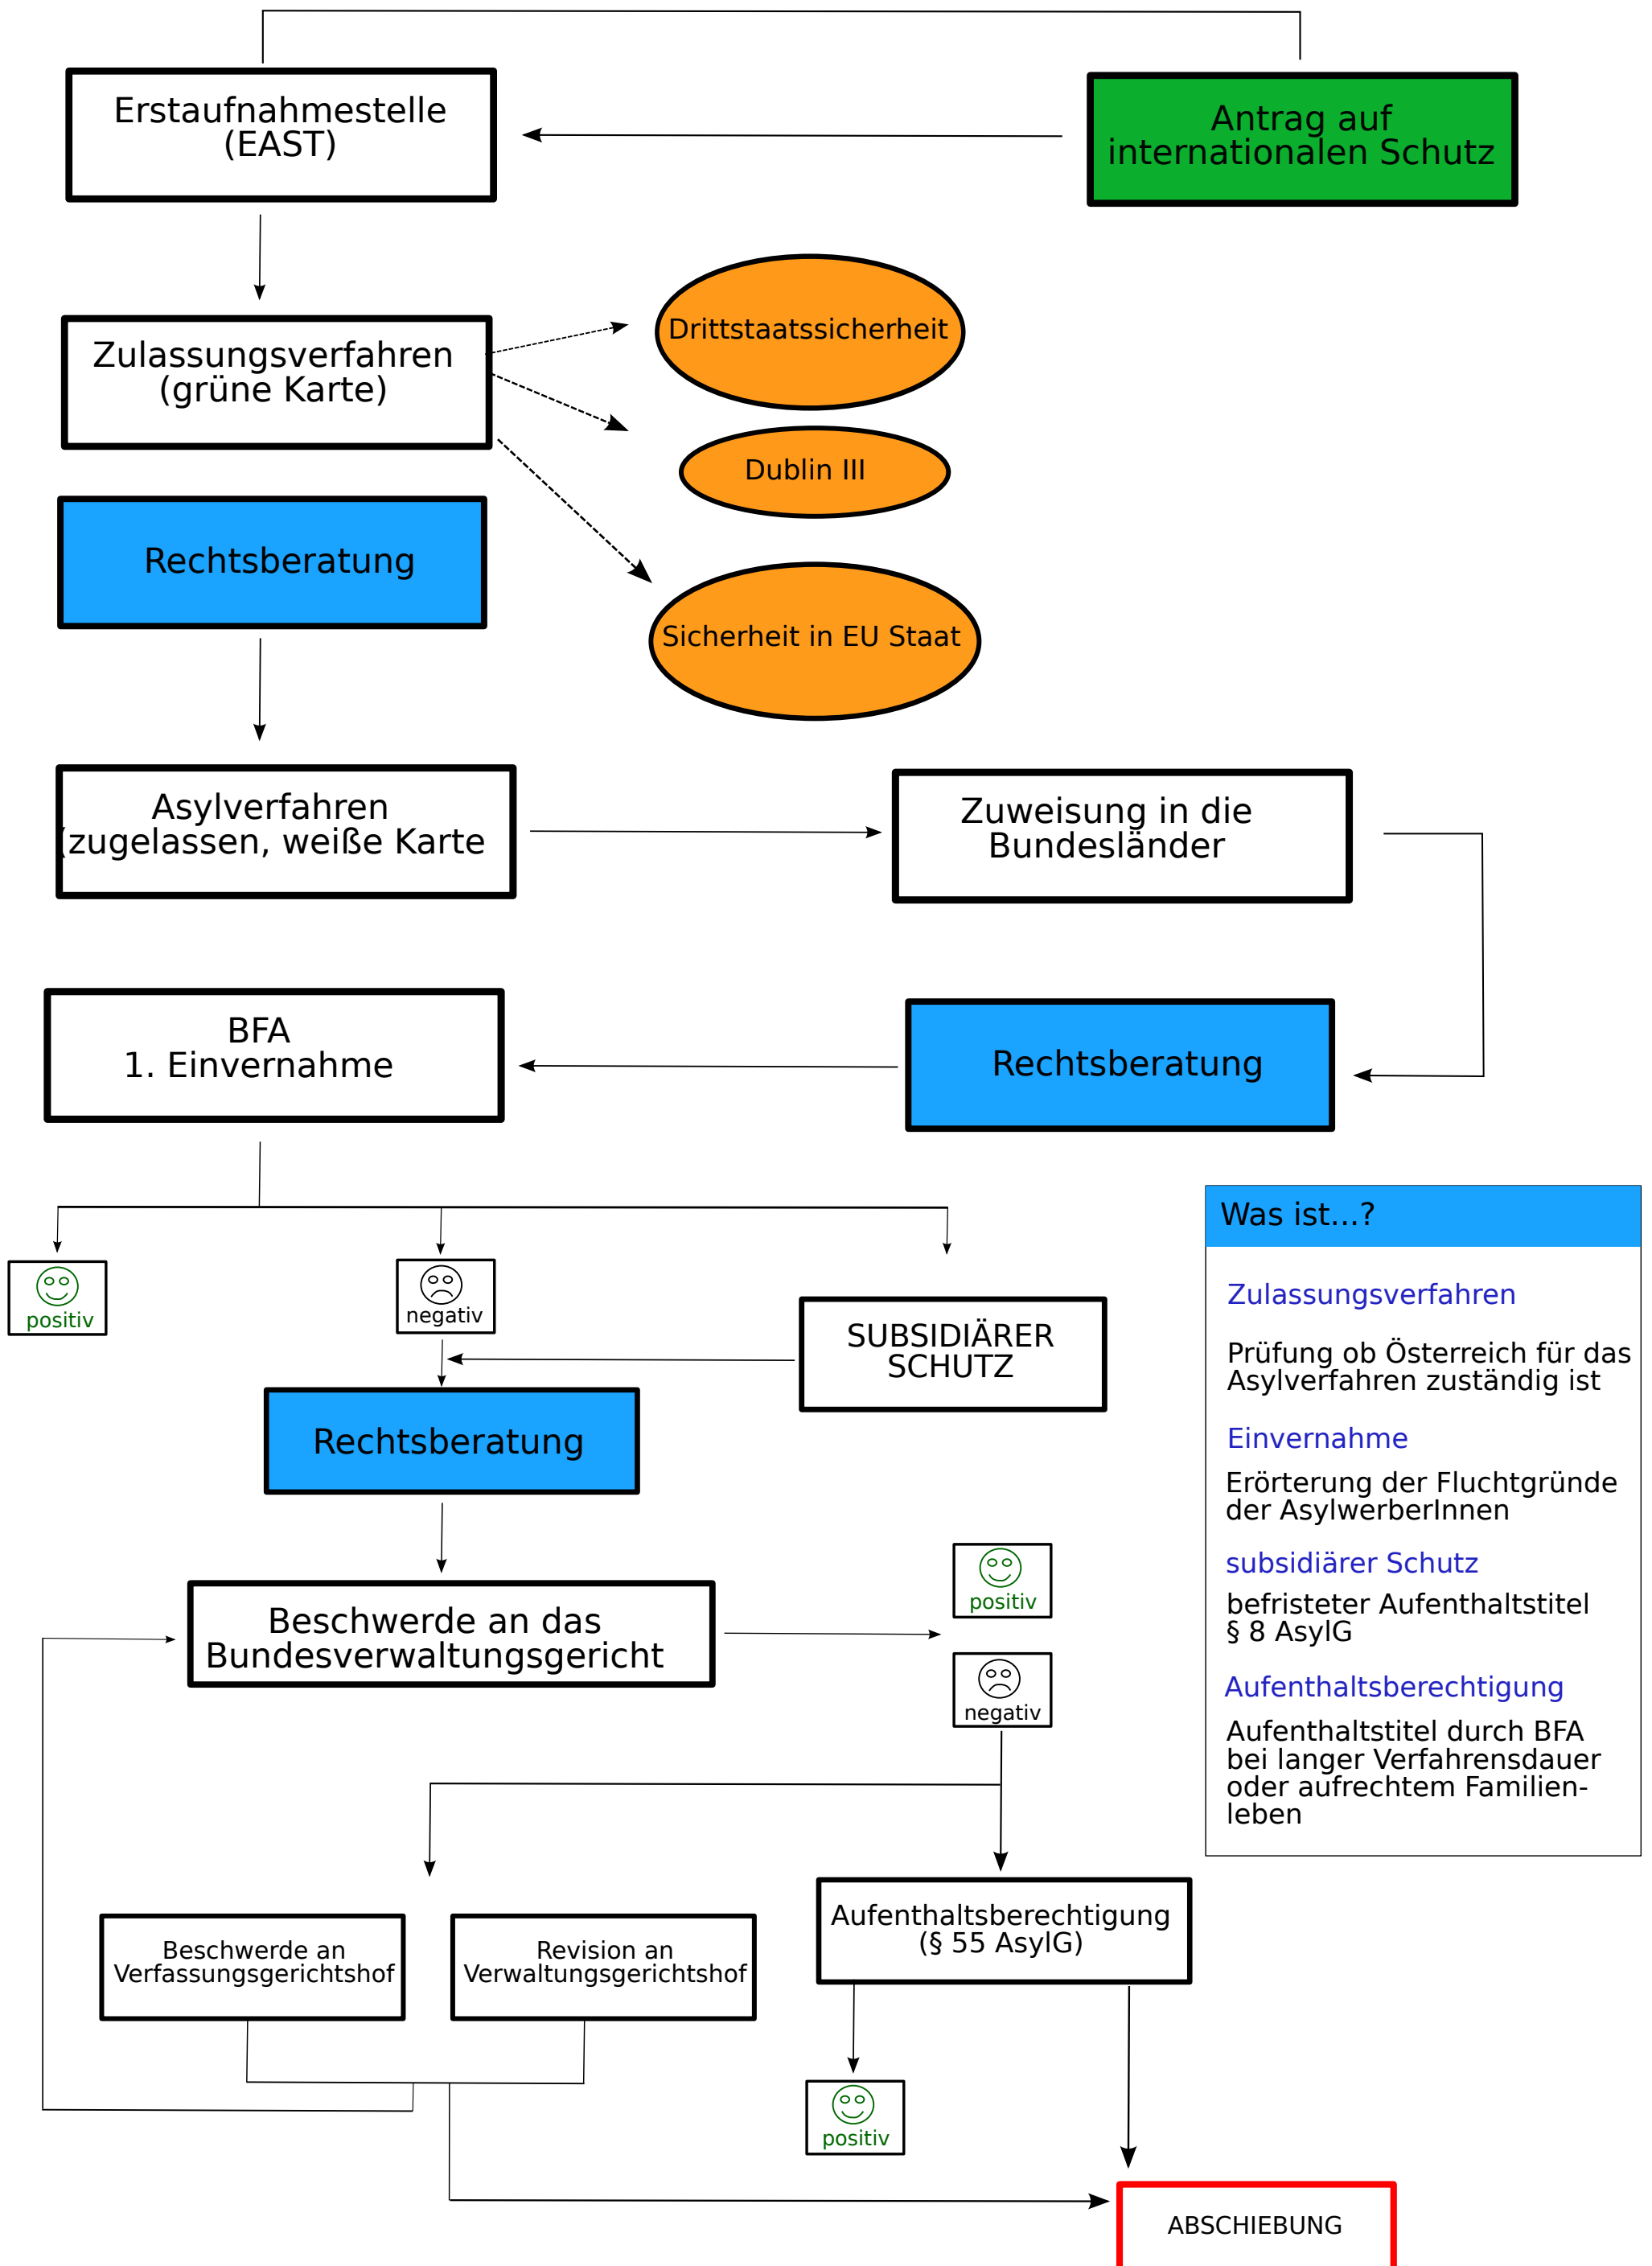 Erstaufnahmestelle
(EAST)
Antrag auf
internationalen Schutz
Zulassungsverfahren
(grüne Karte)
Drittstaatssicherheit
Dublin III
Rechtsberatung
Sicherheit in EU Staat
Asylverfahren
(zugelassen, weiße Karte
Zuweisung in die
Bundesländer
BFA
1. Einvernahme
Rechtsberatung
positiv
negativ
SUBSIDIÄRER
SCHUTZ
Rechtsberatung
Beschwerde an das
Bundesverwaltungsgericht
positiv
negativ
Beschwerde an
Verfassungsgerichtshof
Revision an
Verwaltungsgerichtshof
Aufenthaltsberechtigung
(§ 55 AsylG)
positiv
ABSCHIEBUNG
Was ist...?
Zulassungsverfahren
Prüfung ob Österreich für das
Asylverfahren zuständig ist
Einvernahme
Erörterung der Fluchtgründe
der AsylwerberInnen
subsidiärer Schutz
befristeter Aufenthaltstitel
§ 8 AsylG
Aufenthaltsberechtigung
Aufenthaltstitel durch BFA
bei langer Verfahrensdauer
oder aufrechtem Familien-
leben